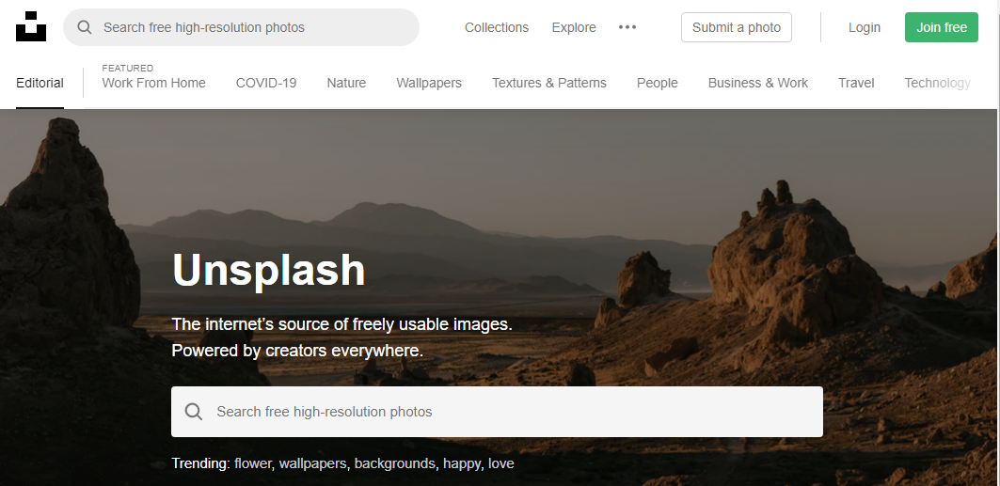 Search free high-resolution photos
Collections
Explore
Submit a photo
Login
Join free
Editorial
FEATURED
Work From Home
COVID-19
Nature
Wallpapers
Textures & Patterns
People
Business & Work
Travel
Technology
Unsplash
The internet’s source of freely usable images.
Powered by creators everywhere.
Search free high-resolution photos
Trending: flower, wallpapers, backgrounds, happy, love